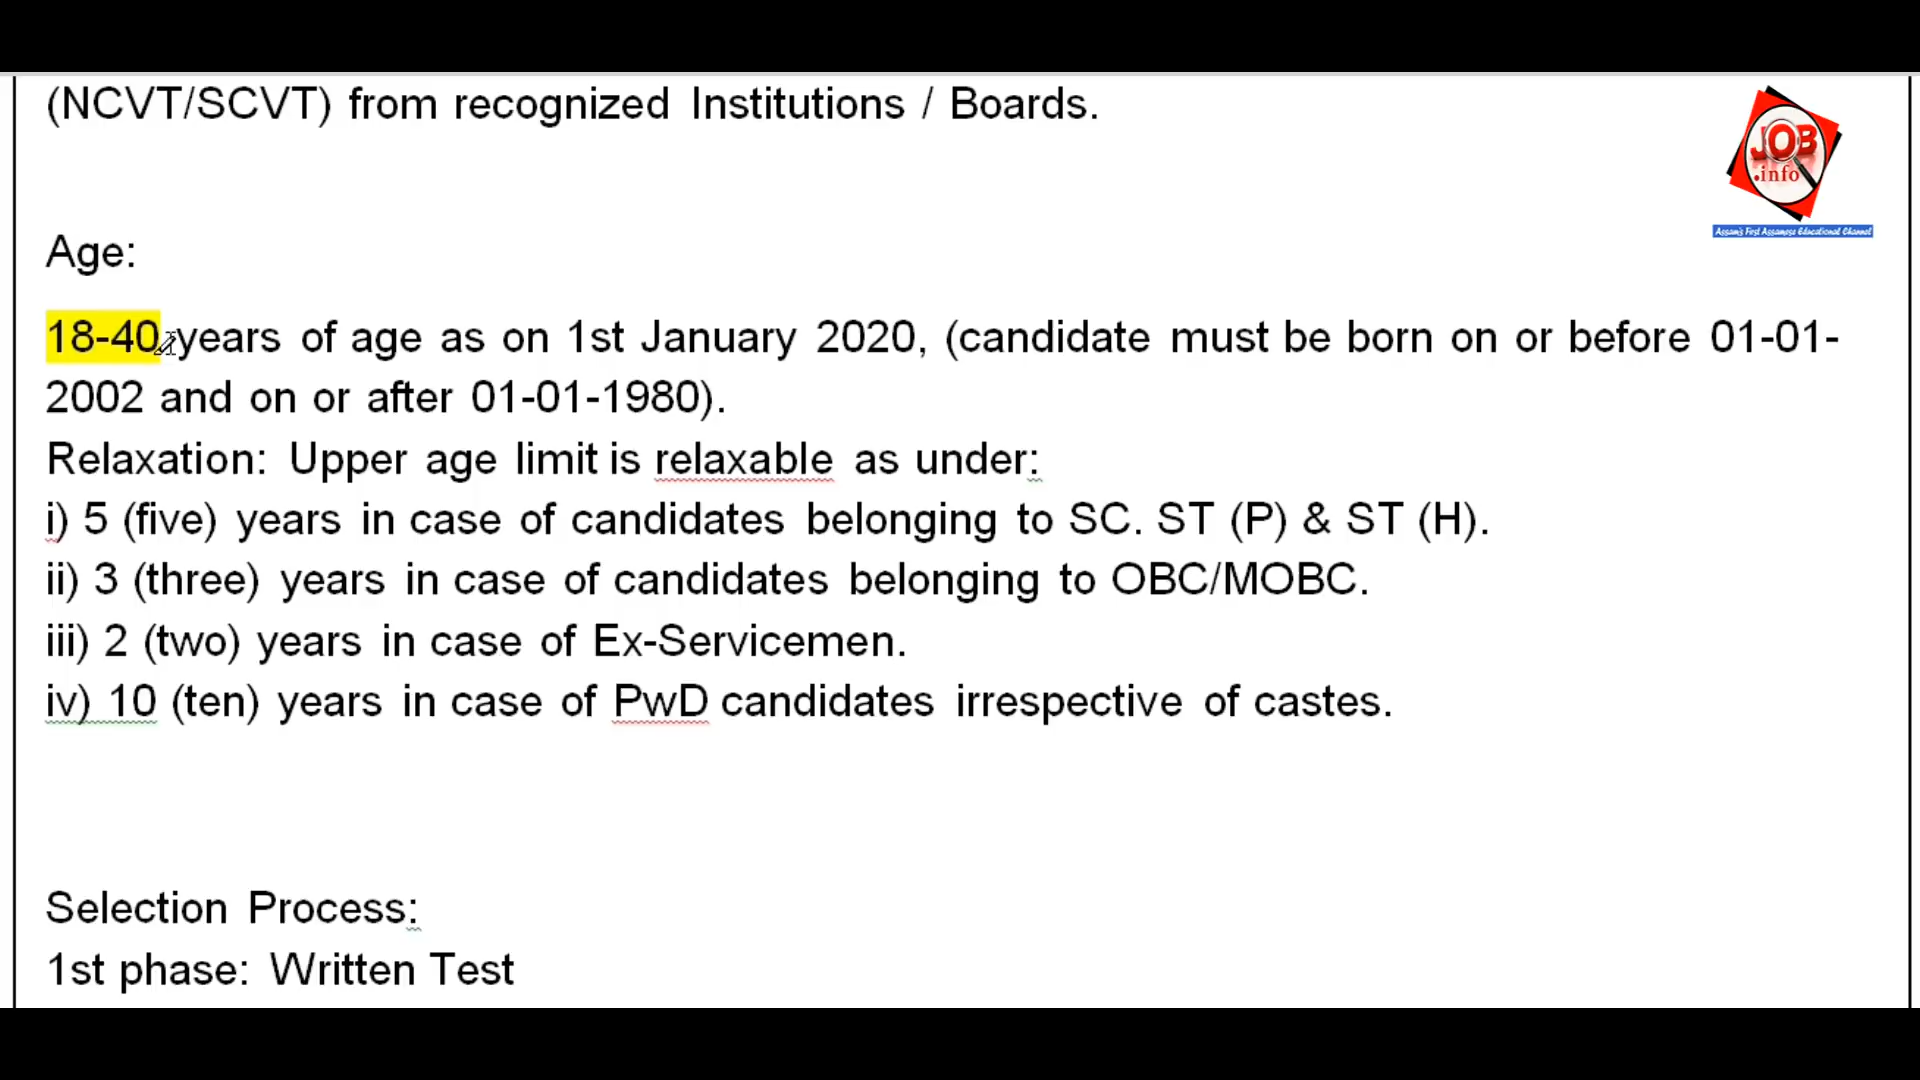 (NCVT/SCVT) from recognized Institutions / Boards.
JOB
.info
Assam's First Assamese Educational Channel
Age:
18-40 years of age as on 1st January 2020, (candidate must be born on or before 01-01-
2002 and on or after 01-01-1980).
Relaxation: Upper age limit is relaxable as under:
i) 5 (five) years in case of candidates belonging to SC. ST (P) & ST (H).
ii) 3 (three) years in case of candidates belonging to OBC/MOBC.
iii) 2 (two) years in case of Ex-Servicemen.
iv) 10 (ten) years in case of PwD candidates irrespective of castes.
Selection Process:
1st phase: Written Test